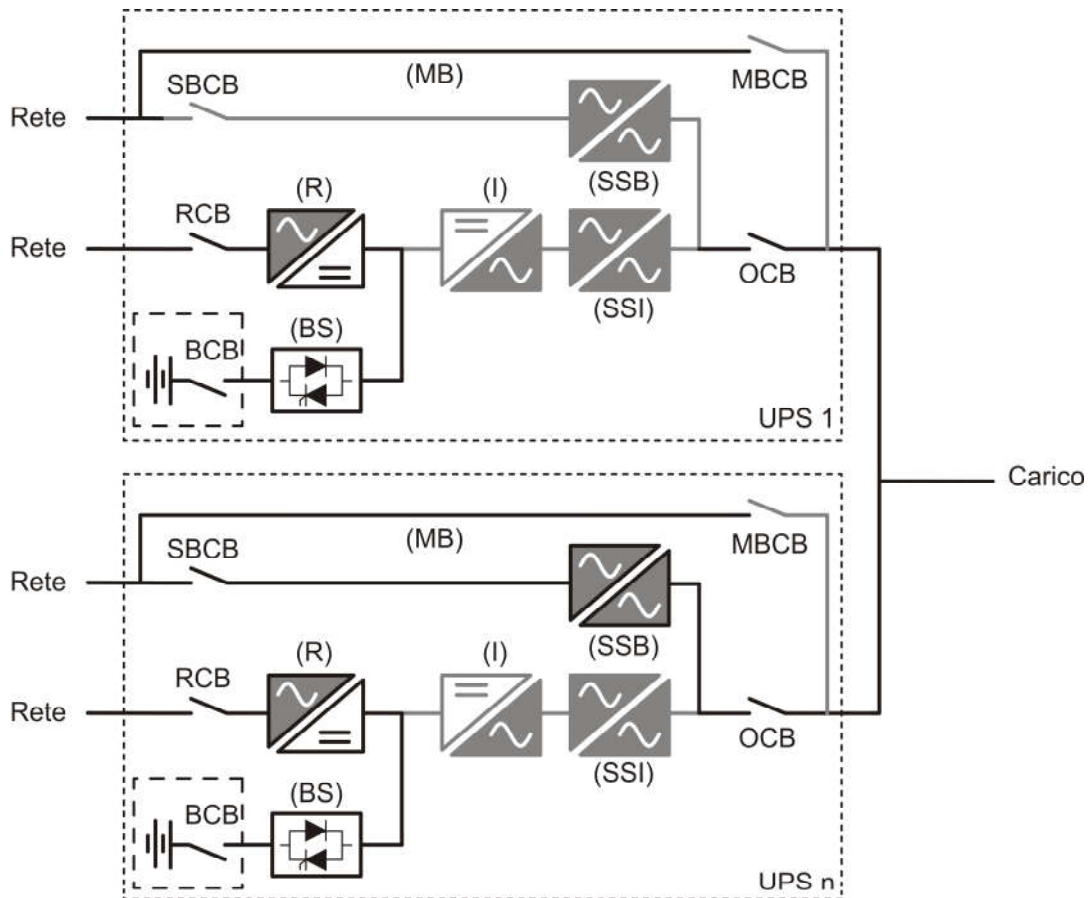 (MB)
MBCB
SBCB
Rete
(SSB)
(R)
(I)
RCB
Rete
OCB
(SSI)
(BS)
BCB
UPS 1
Carico
(MB)
MBCB
SBCB
Rete
(SSB)
(R)
(I)
RCB
Rete
OCB
(SSI)
(BS)
BCB
UPS n